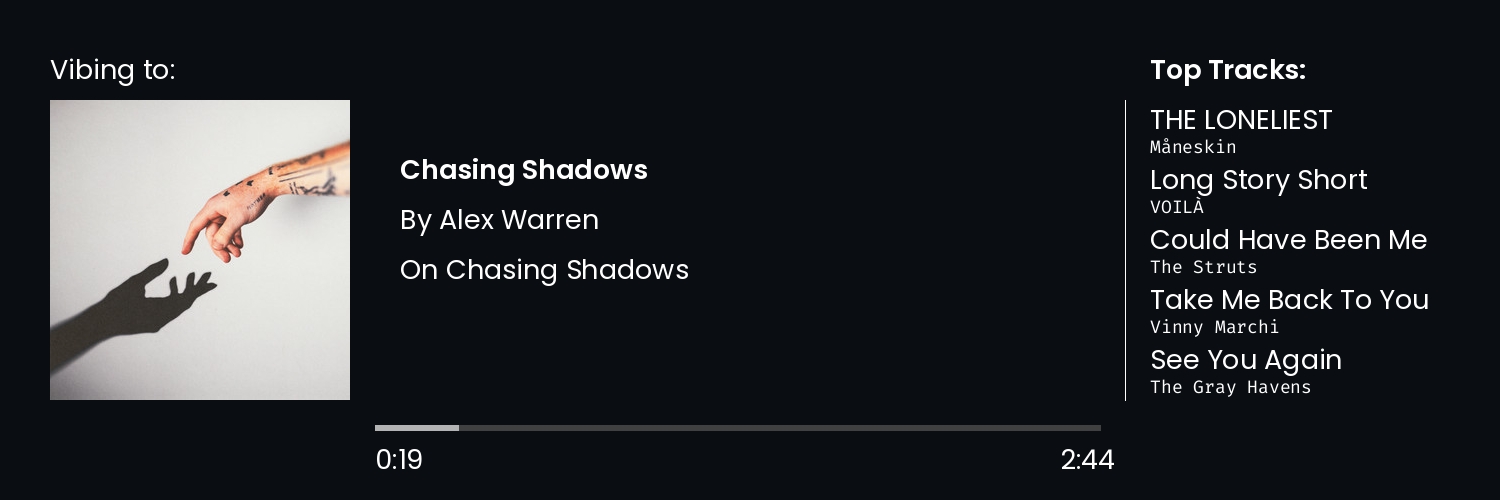 Vibing to:
Chasing Shadows
By Alex Warren
On Chasing Shadows
0:19
2:44
Top Tracks:
THE LONELIEST
Måneskin
Long Story Short
VOILÀ
Could Have Been Me
The Struts
Take Me Back To You
Vinny Marchi
See You Again
The Gray Havens